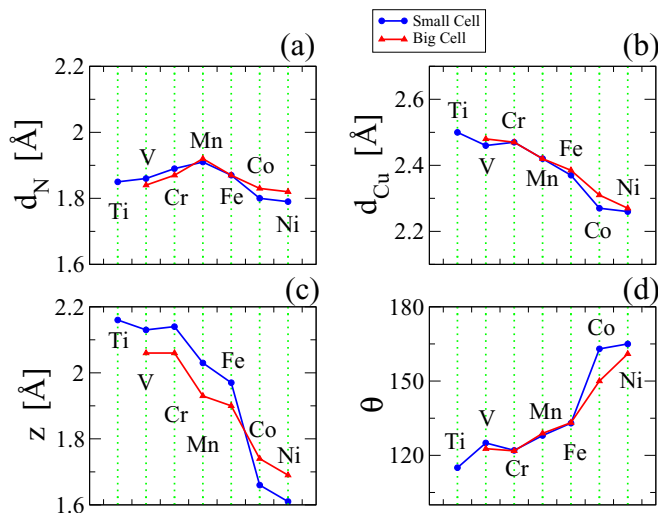 Small Cell
Big Cell
(a)
2.2
2
1.8
1.6
d_N [Å]
Ti
V
Cr
Mn
Fe
Co
Ni
(b)
2.6
2.4
2.2
d_Cu [Å]
Ti
V
Cr
Mn
Fe
Co
Ni
(c)
2.2
2
1.8
1.6
z [Å]
Ti
V
Cr
Mn
Fe
Co
Ni
(d)
180
150
120
θ
Ti
V
Cr
Mn
Fe
Co
Ni